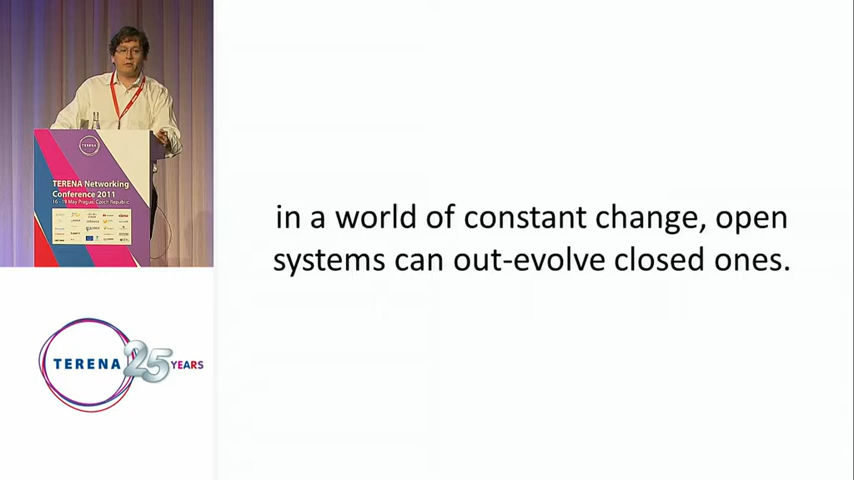 TERENA
TERENA Networking
Conference 2011
16 - 19 May Prague, Czech Republic
in a world of constant change, open
systems can out-evolve closed ones.
TERENA 25 YEARS